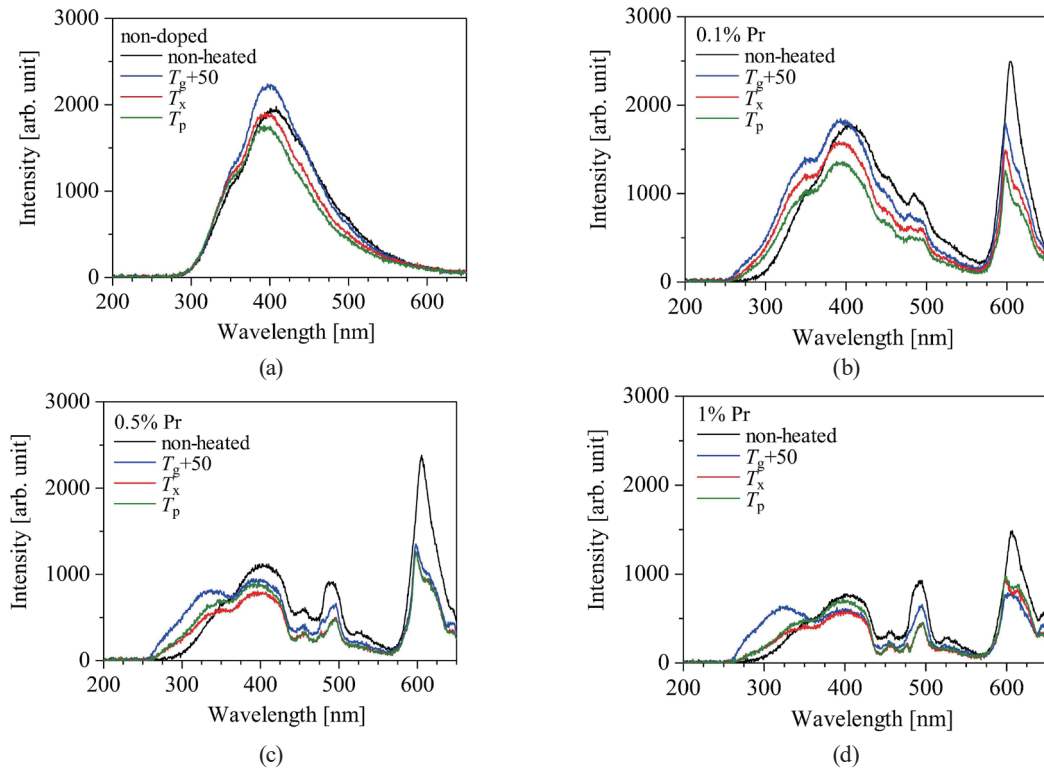 3000
2000
1000
0
Intensity [arb. unit]
non-doped
non-heated
Tg+50
Tx
Tp
200 300 400 500 600
Wavelength [nm]
(a)
3000
2000
1000
0
Intensity [arb. unit]
0.1% Pr
non-heated
Tg+50
Tx
Tp
200 300 400 500 600
Wavelength [nm]
(b)
3000
2000
1000
0
Intensity [arb. unit]
0.5% Pr
non-heated
Tg+50
Tx
Tp
200 300 400 500 600
Wavelength [nm]
(c)
3000
2000
1000
0
Intensity [arb. unit]
1% Pr
non-heated
Tg+50
Tx
Tp
200 300 400 500 600
Wavelength [nm]
(d)